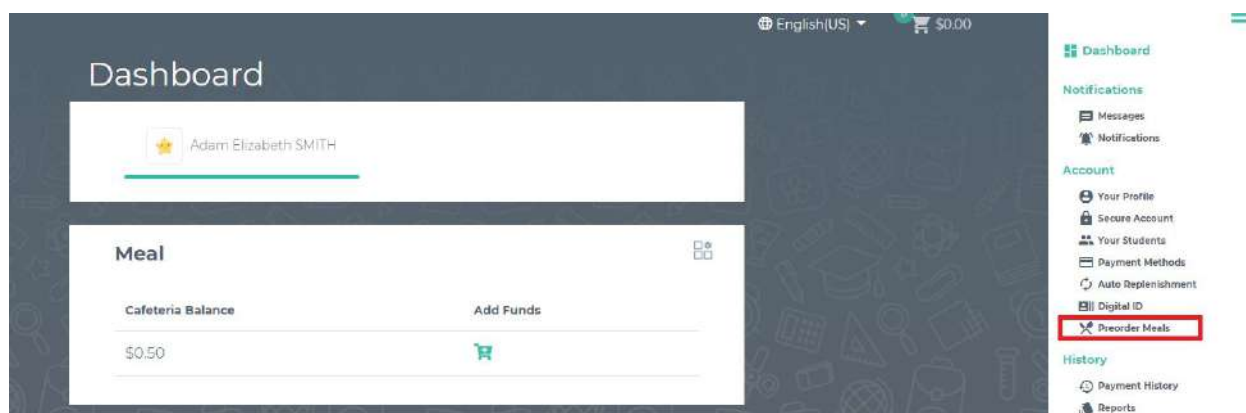 English(US)
$0.00
Dashboard
Adam Elizabeth SMITH
Meal
Cafeteria Balance
Add Funds
$0.50
Dashboard
Notifications
Messages
Notifications
Account
Your Profile
Secure Account
Your Students
Payment Methods
Auto Replenishment
Digital ID
Preorder Meals
History
Payment History
Reports